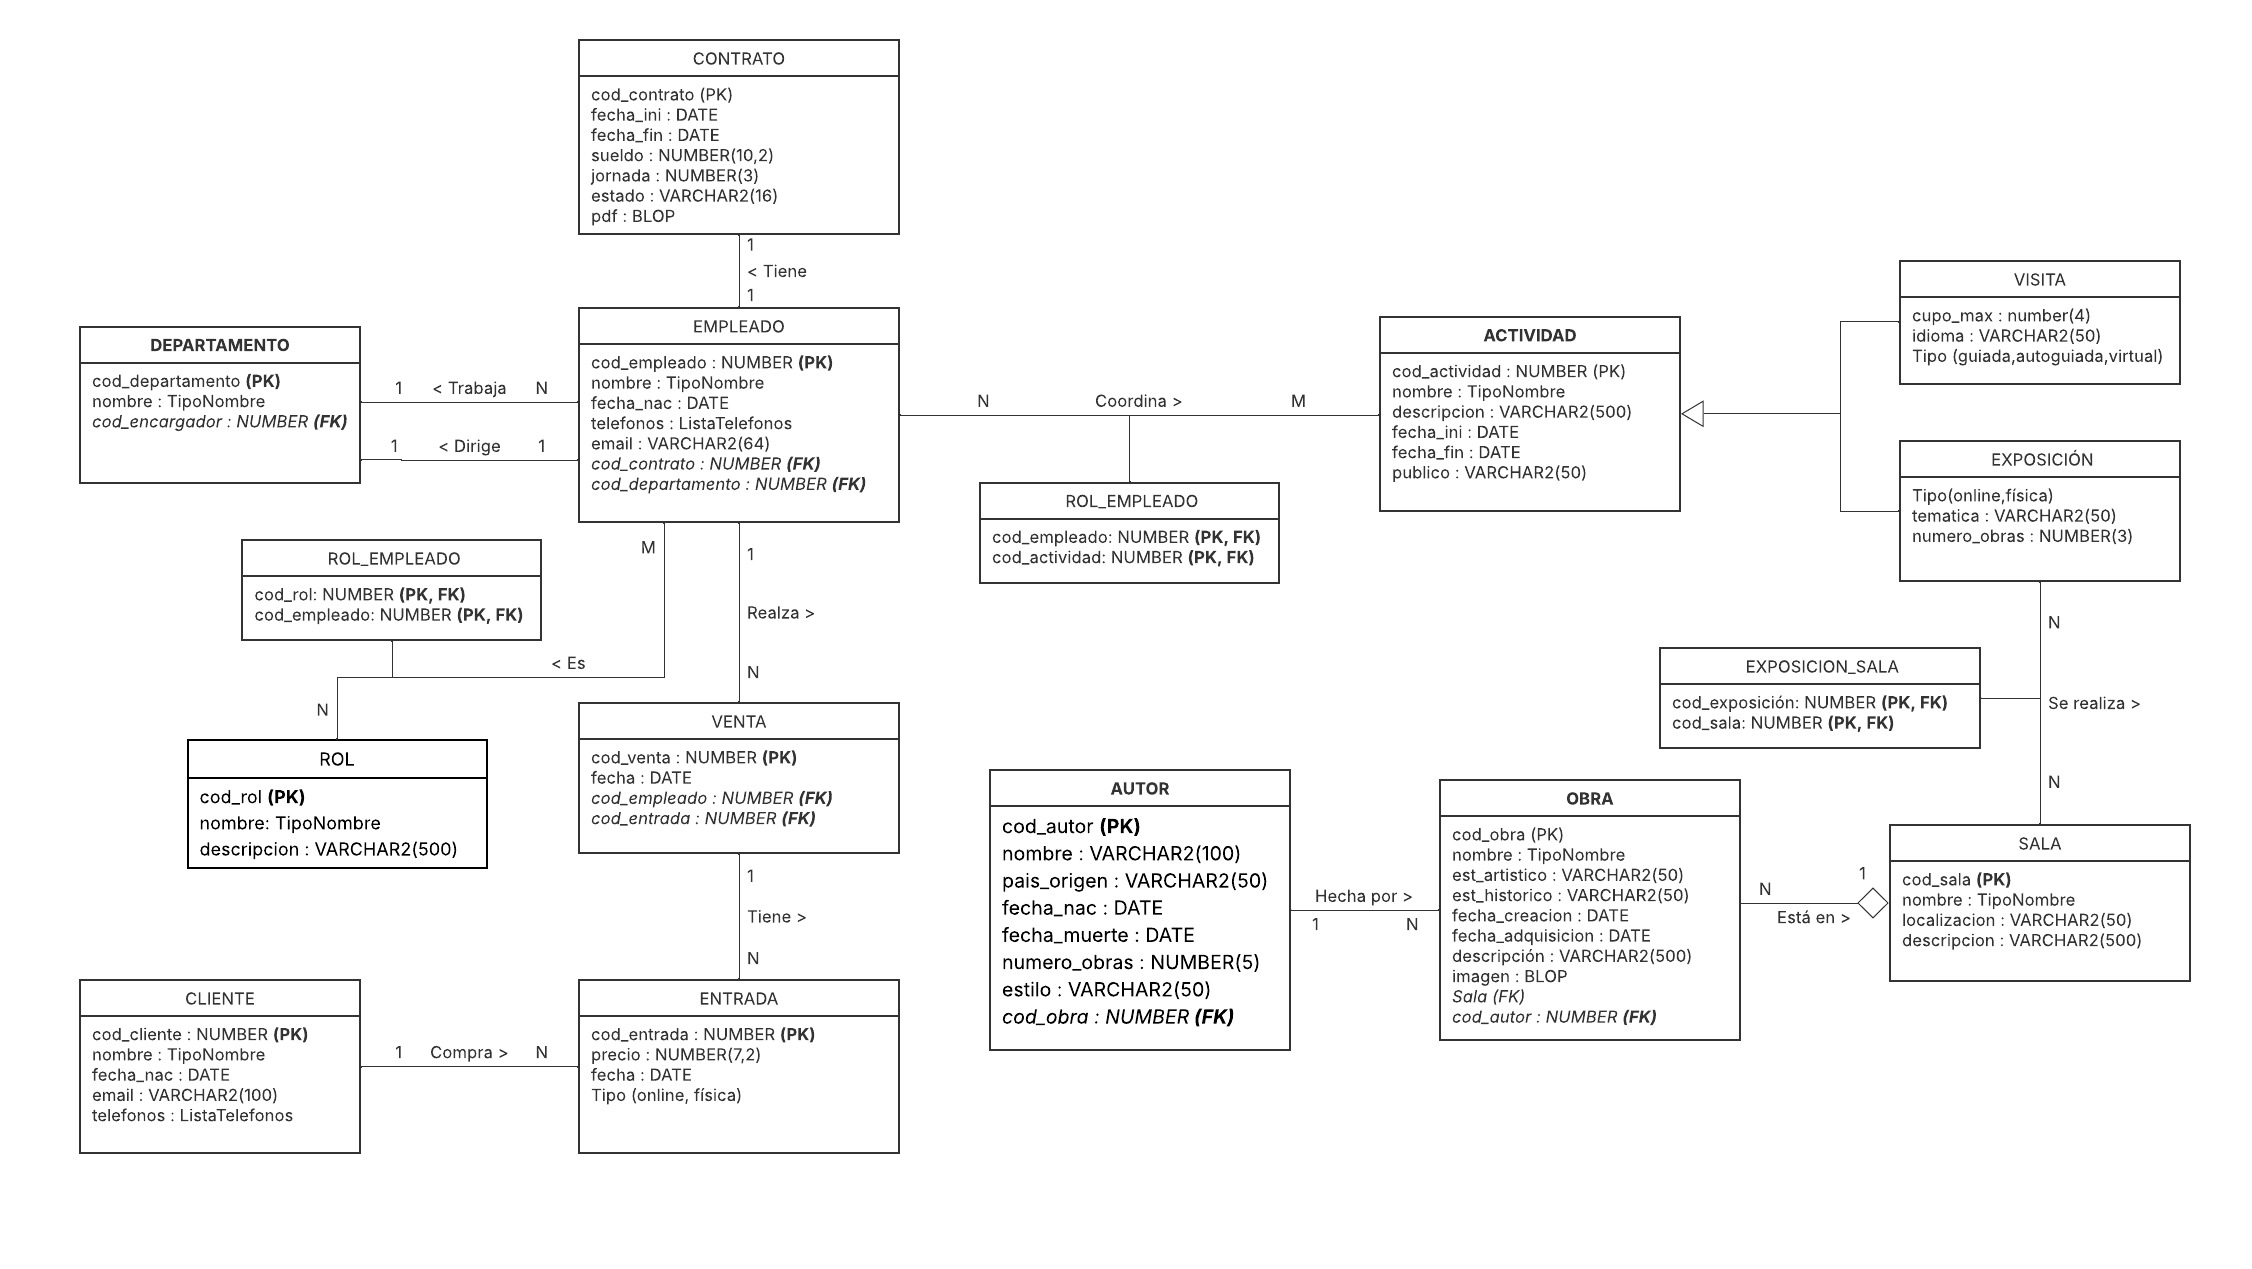 CONTRATO
cod_contrato (PK)
fecha_ini : DATE
fecha_fin : DATE
sueldo : NUMBER(10,2)
jornada : NUMBER(3)
estado : VARCHAR2(16)
pdf : BLOP
1
< Tiene
1
DEPARTAMENTO
cod_departamento (PK)
nombre : TipoNombre
cod_encargador : NUMBER (FK)
1 < Trabaja N
1 < Dirige 1
EMPLEADO
cod_empleado : NUMBER (PK)
nombre : TipoNombre
fecha_nac : DATE
telefonos : ListaTelefonos
email : VARCHAR2(64)
cod_contrato : NUMBER (FK)
cod_departamento : NUMBER (FK)
N Coordina > M
ROL_EMPLEADO
cod_empleado: NUMBER (PK, FK)
cod_actividad: NUMBER (PK, FK)
ACTIVIDAD
cod_actividad : NUMBER (PK)
nombre : TipoNombre
descripcion : VARCHAR2(500)
fecha_ini : DATE
fecha_fin : DATE
publico : VARCHAR2(50)
VISITA
cupo_max : number(4)
idioma : VARCHAR2(50)
Tipo (guiada,autoguiada,virtual)
EXPOSICIÓN
Tipo(online,física)
tematica : VARCHAR2(50)
numero_obras : NUMBER(3)
ROL_EMPLEADO
cod_rol: NUMBER (PK, FK)
cod_empleado: NUMBER (PK, FK)
M
< Es
N
ROL
cod_rol (PK)
nombre: TipoNombre
descripcion : VARCHAR2(500)
1
Realza >
N
VENTA
cod_venta : NUMBER (PK)
fecha : DATE
cod_empleado : NUMBER (FK)
cod_entrada : NUMBER (FK)
1
Tiene >
N
N
EXPOSICION_SALA
cod_exposición: NUMBER (PK, FK)
cod_sala: NUMBER (PK, FK)
Se realiza >
N
AUTOR
cod_autor (PK)
nombre : VARCHAR2(100)
pais_origen : VARCHAR2(50)
fecha_nac : DATE
fecha_muerte : DATE
numero_obras : NUMBER(5)
estilo : VARCHAR2(50)
cod_obra : NUMBER (FK)
Hecha por >
1 N
OBRA
cod_obra (PK)
nombre : TipoNombre
est_artistico : VARCHAR2(50)
est_historico : VARCHAR2(50)
fecha_creacion : DATE
fecha_adquisicion : DATE
descripción : VARCHAR2(500)
imagen : BLOP
Sala (FK)
cod_autor : NUMBER (FK)
N 1
Está en >
SALA
cod_sala (PK)
nombre : TipoNombre
localizacion : VARCHAR2(50)
descripcion : VARCHAR2(500)
CLIENTE
cod_cliente : NUMBER (PK)
nombre : TipoNombre
fecha_nac : DATE
email : VARCHAR2(100)
telefonos : ListaTelefonos
1 Compra > N
ENTRADA
cod_entrada : NUMBER (PK)
precio : NUMBER(7,2)
fecha : DATE
Tipo (online, física)